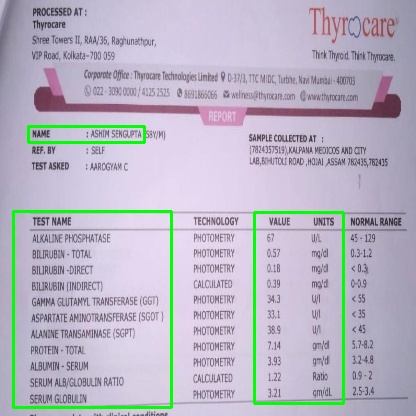 PROCESSED AT :
Thyrocare
Shree Towers II, RAA/36, Raghunathpur,
VIP Road, Kolkata-700 059
Thyrocare®
Think Thyroid. Think Thyrocare.
Corporate Office : Thyrocare Technologies Limited D-37/3, TTC MIDC, Turbhe, Navi Mumbai - 400703
022 - 3090 0000 / 4125 2525 8691866066 wellness@thyrocare.com www.thyrocare.com
REPORT
NAME : ASHIM SENGUPTA (58Y/M)
REF. BY : SELF
TEST ASKED : AAROGYAM C
SAMPLE COLLECTED AT :
(7824357519),KALPANA MEDICOS AND CITY
LAB,BIHUTOLI ROAD ,HOJAI ,ASSAM 782435,782435
TEST NAME TECHNOLOGY VALUE UNITS NORMAL RANGE
ALKALINE PHOSPHATASE PHOTOMETRY 67 U/L 45 - 129
BILIRUBIN - TOTAL PHOTOMETRY 0.57 mg/dl 0.3-1.2
BILIRUBIN -DIRECT PHOTOMETRY 0.18 mg/dl < 0.3
BILIRUBIN (INDIRECT) CALCULATED 0.39 mg/dl 0-0.9
GAMMA GLUTAMYL TRANSFERASE (GGT) PHOTOMETRY 34.3 U/l < 55
ASPARTATE AMINOTRANSFERASE (SGOT ) PHOTOMETRY 33.1 U/l < 35
ALANINE TRANSAMINASE (SGPT) PHOTOMETRY 38.9 U/l < 45
PROTEIN - TOTAL PHOTOMETRY 7.14 gm/dl 5.7-8.2
ALBUMIN - SERUM PHOTOMETRY 3.93 gm/dl 3.2-4.8
SERUM ALB/GLOBULIN RATIO CALCULATED 1.22 Ratio 0.9 - 2
SERUM GLOBULIN PHOTOMETRY 3.21 gm/dL 2.5-3.4